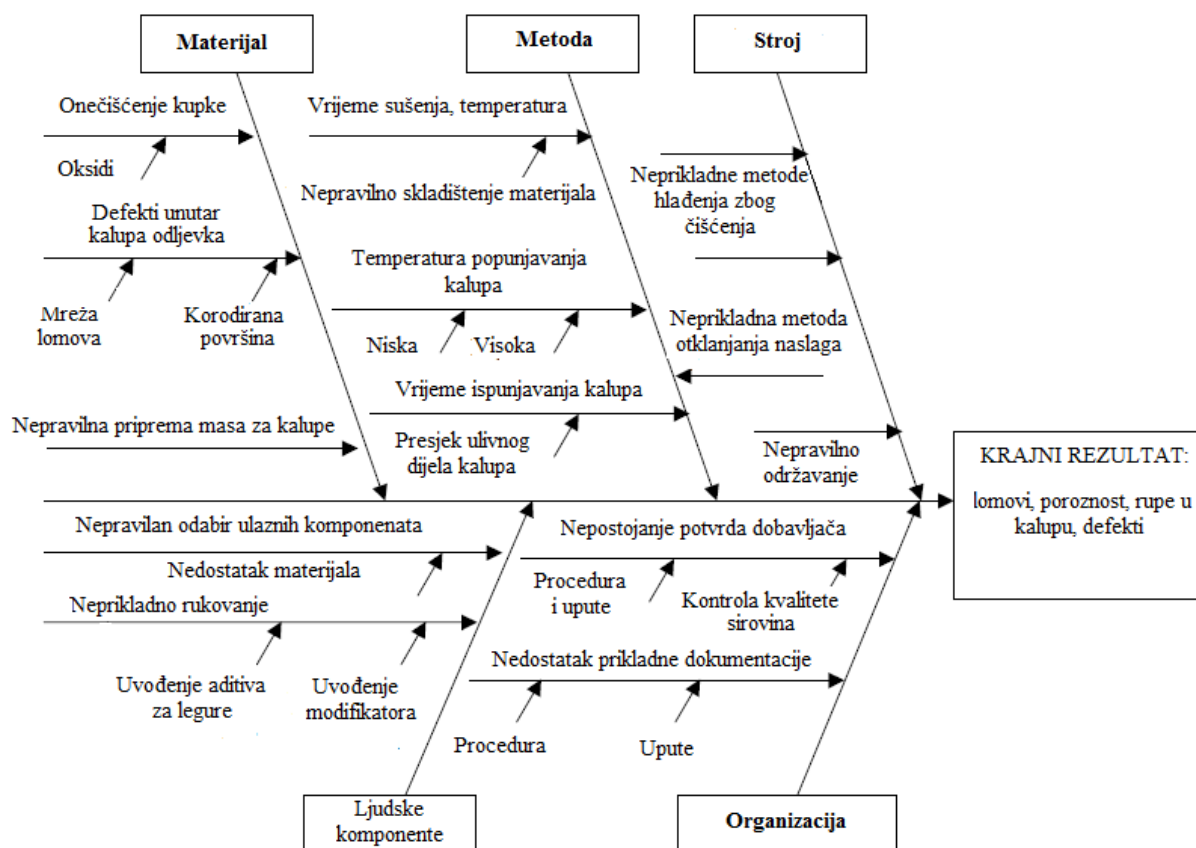 Materijal
Metoda
Stroj
Onečišćenje kupke
Oksidi
Defekti unutar
kalupa odljevka
Mreža
lomova
Korodirana
površina
Nepravilna priprema masa za kalupe
Vrijeme sušenja, temperatura
Nepravilno skladištenje materijala
Temperatura popunjavanja
kalupa
Niska
Visoka
Vrijeme ispunjavanja kalupa
Presjek ulivnog
dijela kalupa
Neprikladne metode
hlađenja zbog
čišćenja
Neprikladna metoda
otklanjanja naslaga
Nepravilno
održavanje
KRAJNI REZULTAT:
lomovi, poroznost, rupe u
kalupu, defekti
Nepravilan odabir ulaznih komponenata
Nedostatak materijala
Neprikladno rukovanje
Uvođenje aditiva
za legure
Uvođenje
modifikatora
Nepostojanje potvrda dobavljača
Procedura
i upute
Kontrola kvalitete
sirovina
Nedostatak prikladne dokumentacije
Procedura
Upute
Ljudske
komponente
Organizacija